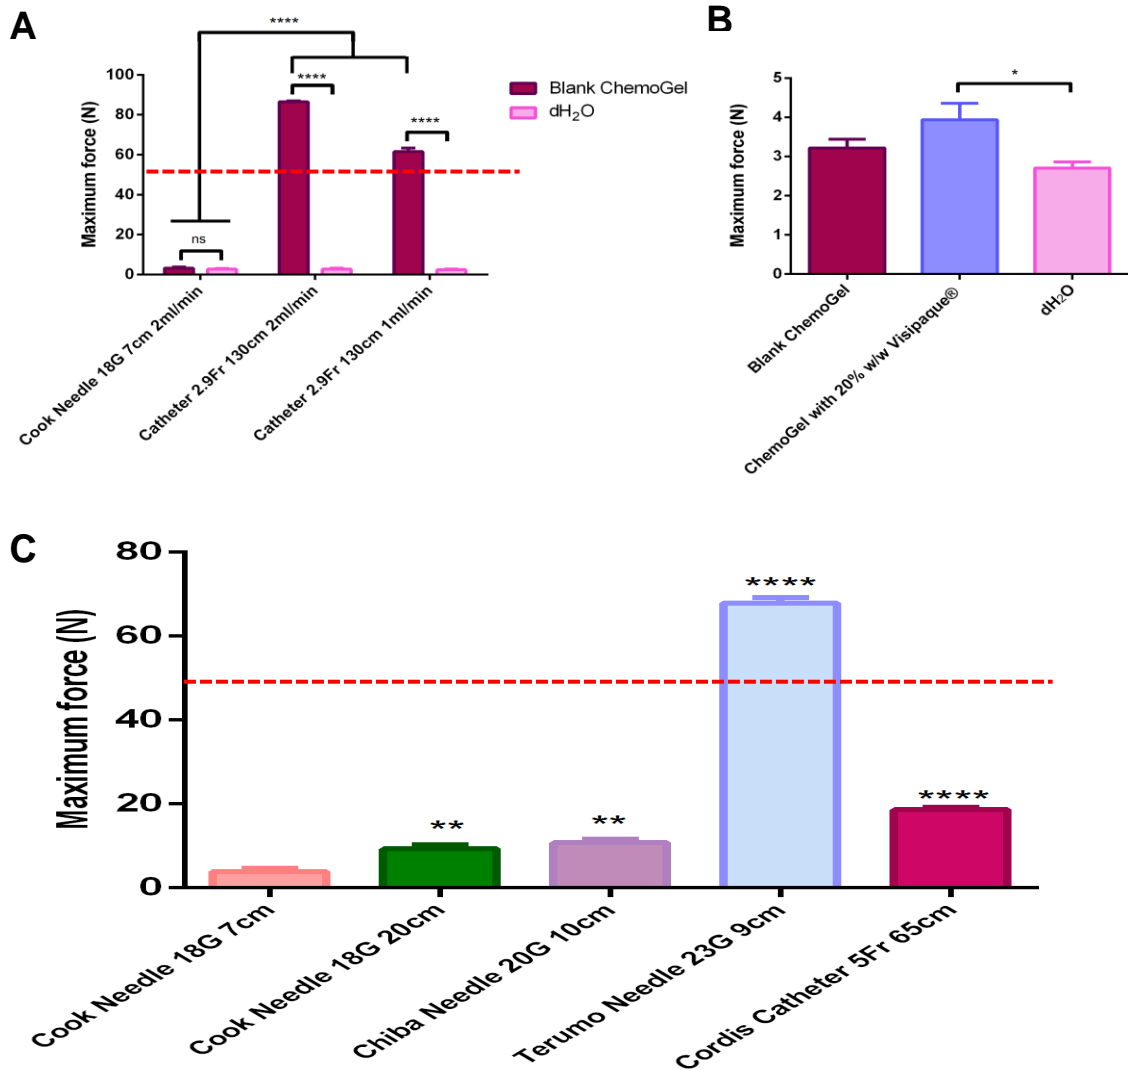 A
****
Blank ChemoGel
dH₂O
****
****
ns
Maximum force (N)
100
80
60
40
20
0
Cook Needle 18G 7cm 2ml/min
Catheter 2.9Fr 130cm 2ml/min
Catheter 2.9Fr 130cm 1ml/min
B
*
Maximum force (N)
5
4
3
2
1
0
Blank ChemoGel
ChemoGel with 20% w/w Visipaque®
dH₂O
C
Maximum force (N)
80
60
40
20
0
**
**
****
****
Cook Needle 18G 7cm
Cook Needle 18G 20cm
Chiba Needle 20G 10cm
Terumo Needle 23G 9cm
Cordis Catheter 5Fr 65cm